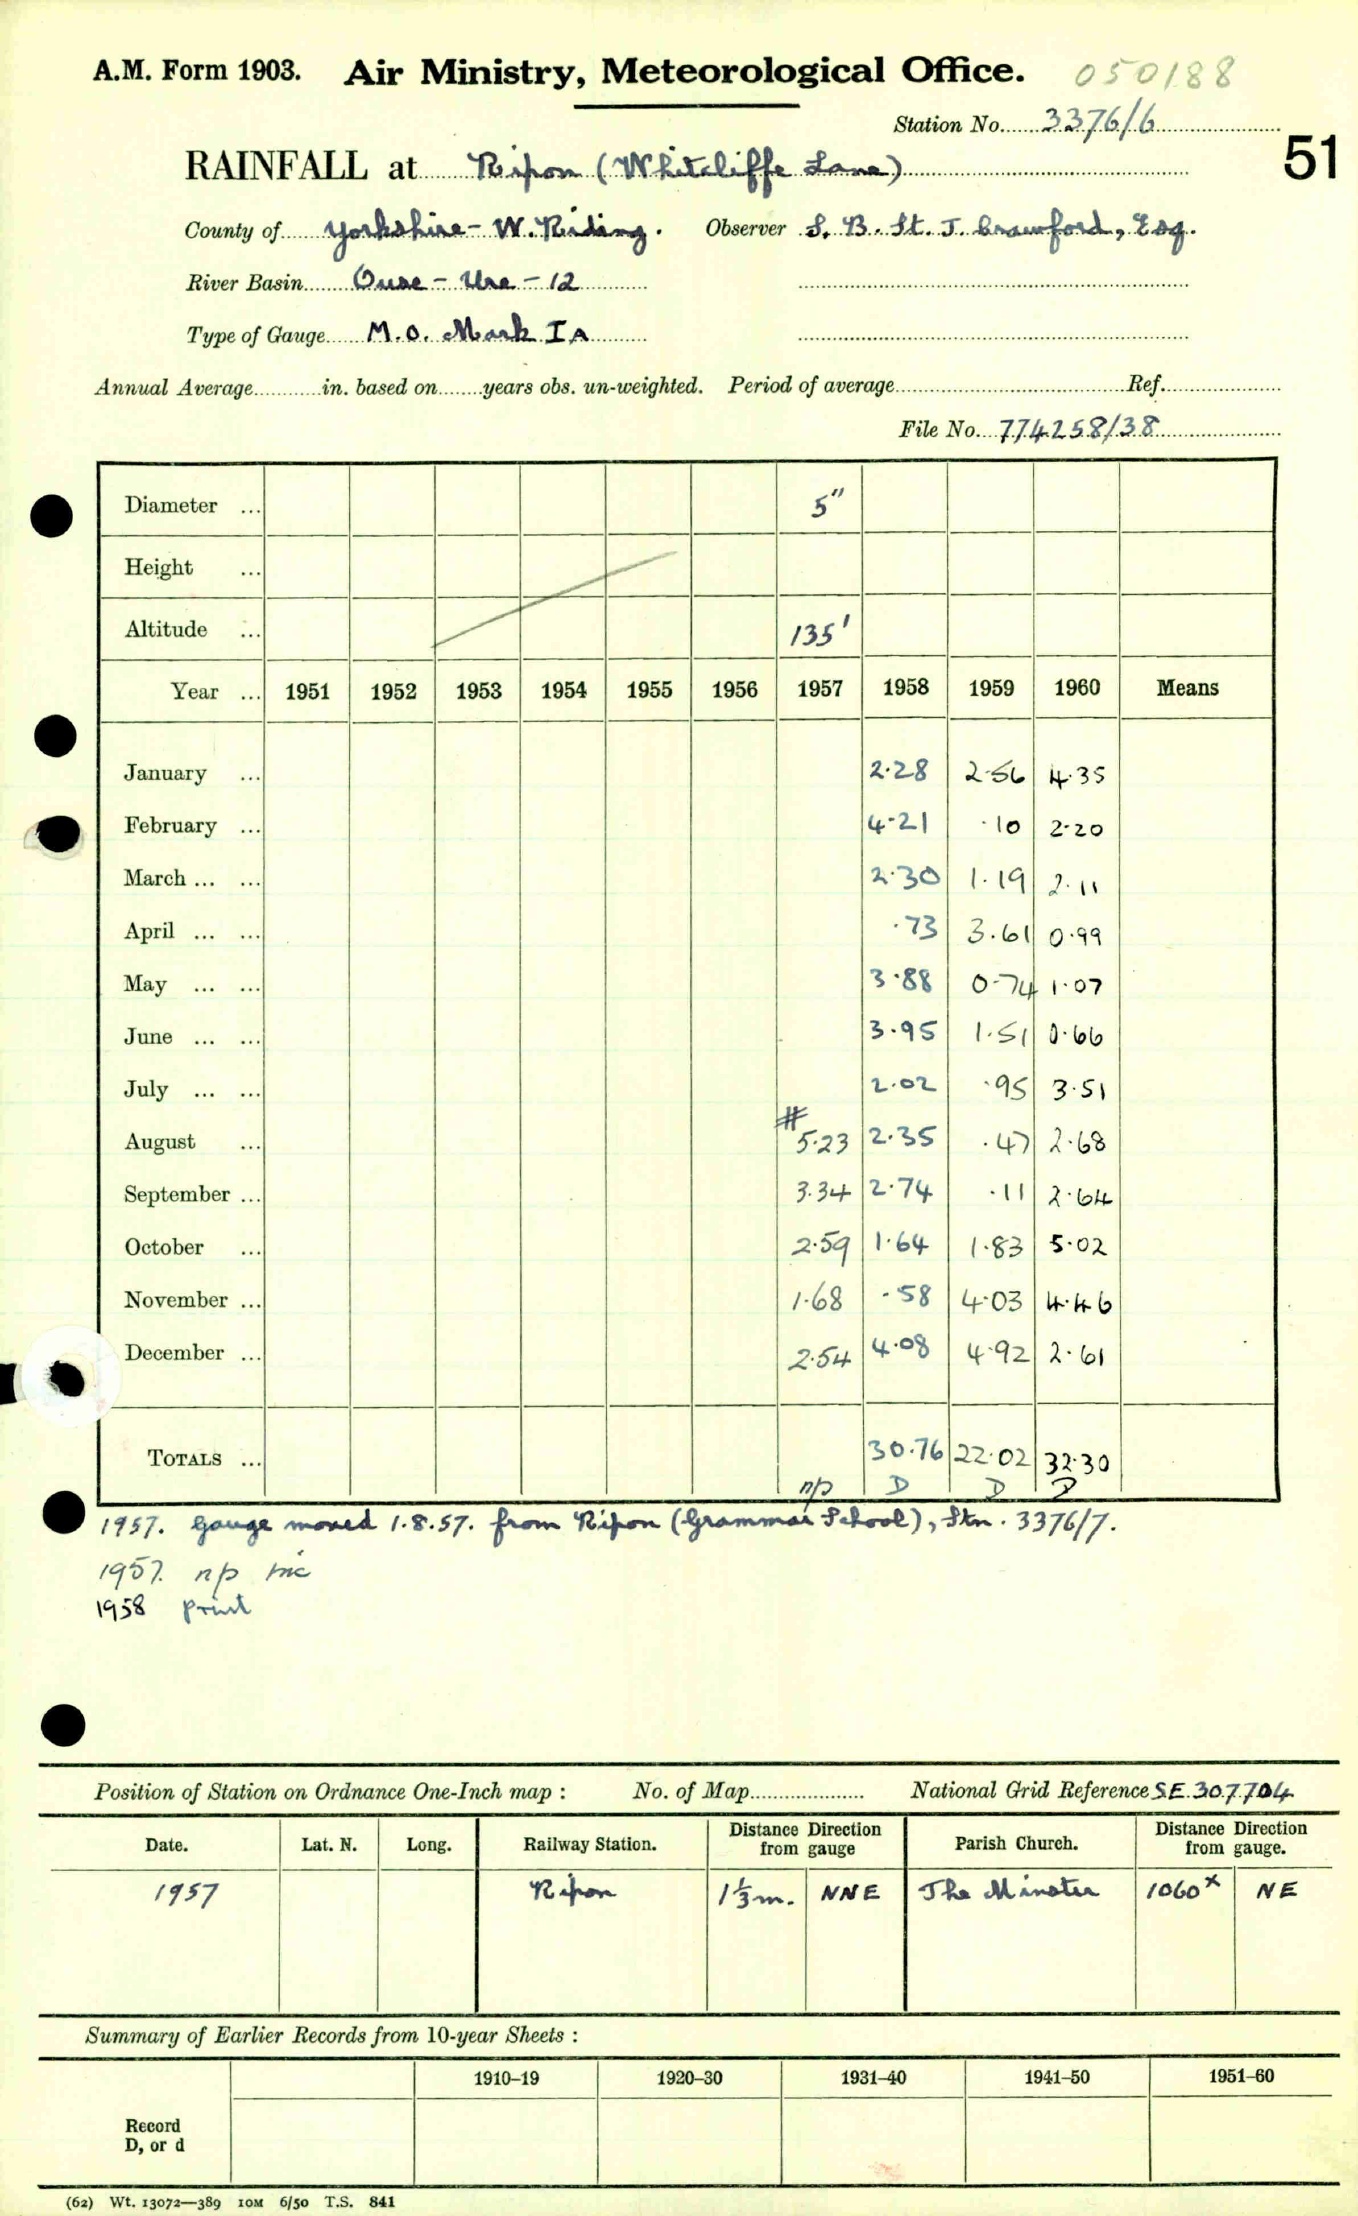 A.M. Form 1903. Air Ministry, Meteorological Office. 050188
Station No. 3376/6
51
RAINFALL at Ripon (Whitcliffe Lane)
County of Yorkshire - W. Riding. Observer S. B. St. J. Crawford, Esq.
River Basin Ouse - Ure - 12
Type of Gauge M.O. Mark IA
Annual Average in. based on years obs. un-weighted. Period of average Ref.
File No. 774258/38
Diameter ... 5"
Height ...
Altitude ... 135'
Year ... 1951 1952 1953 1954 1955 1956 1957 1958 1959 1960 Means
January ... 2.28 2.56 4.35
February ... 4.21 .10 2.20
March ... ... 2.30 1.19 2.11
April ... ... .73 3.61 0.99
May ... ... 3.88 0.74 1.07
June ... ... 3.95 1.51 0.66
July ... ... 2.02 .95 3.51
August ... # 5.23 2.35 .47 2.68
September ... 3.34 2.74 .11 2.64
October ... 2.59 1.64 1.83 5.02
November ... 1.68 .58 4.03 4.46
December ... 2.54 4.08 4.92 2.61
TOTALS ... 30.76 22.02 32.30
np D D D
1957. Gauge moved 1.8.57. from Ripon (Grammar School), Stn. 3376/7.
1957. np inc
1958 print
Position of Station on Ordnance One-Inch map : No. of Map National Grid Reference SE 307704
Date. Lat. N. Long. Railway Station. Distance Direction from gauge Parish Church. Distance Direction from gauge.
1957 Ripon 1⅓ m. NNE The Minster 1060 x NE
Summary of Earlier Records from 10-year Sheets :
1910–19 1920–30 1931–40 1941–50 1951–60
Record
D, or d
(62) Wt. 13072—389 10M 6/50 T.S. 841